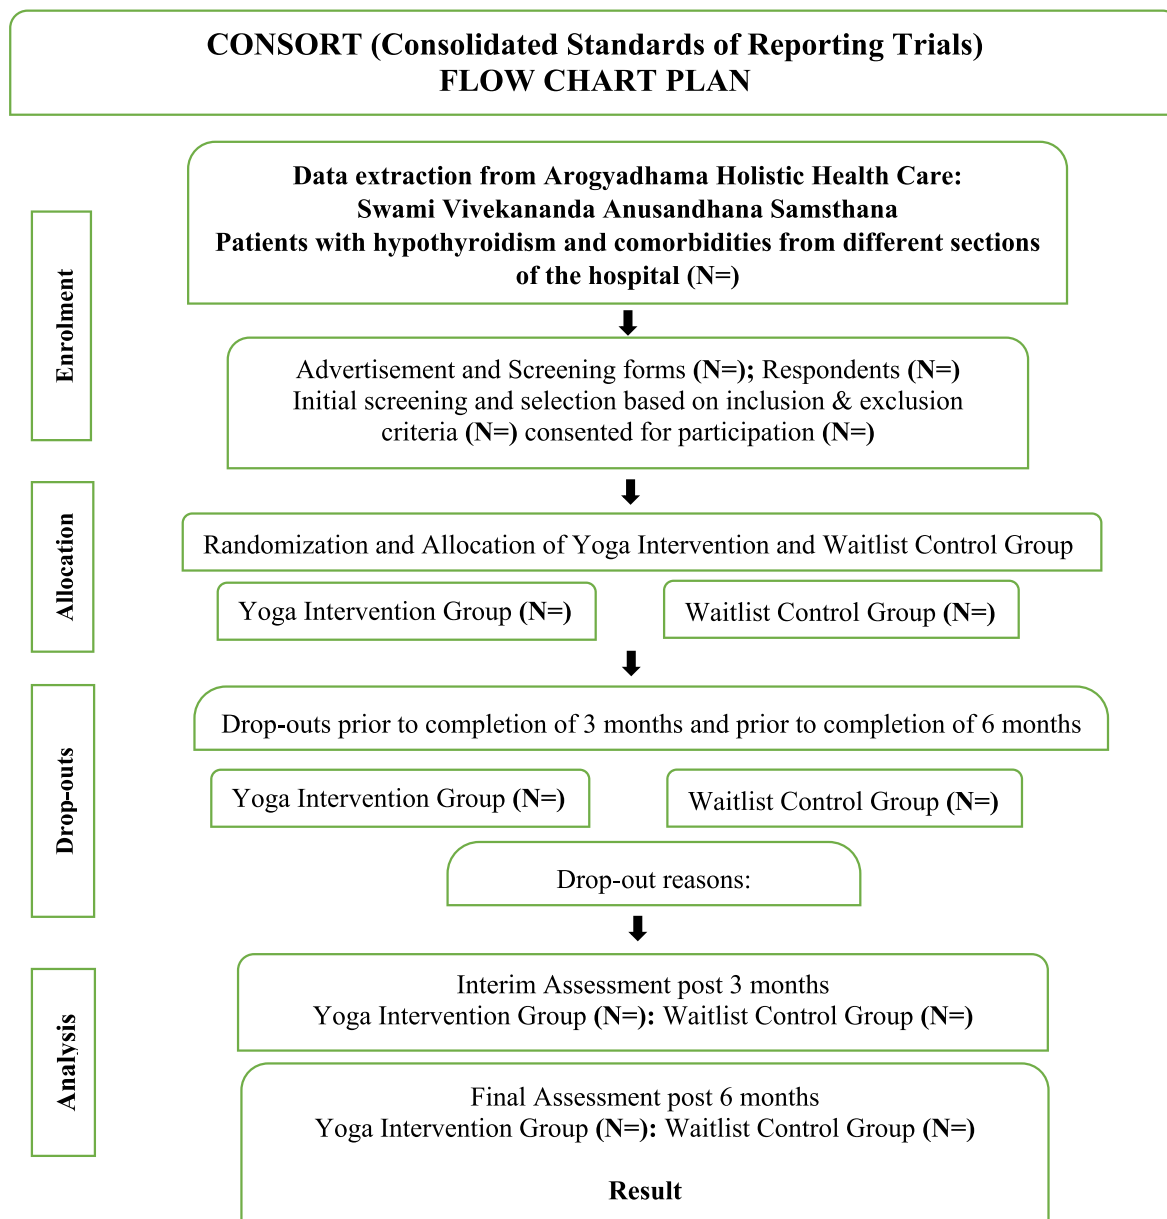 CONSORT (Consolidated Standards of Reporting Trials)
FLOW CHART PLAN
Enrolment
Data extraction from Arogyadhama Holistic Health Care:
Swami Vivekananda Anusandhana Samsthana
Patients with hypothyroidism and comorbidities from different sections
of the hospital (N=)
Advertisement and Screening forms (N=); Respondents (N=)
Initial screening and selection based on inclusion & exclusion
criteria (N=) consented for participation (N=)
Allocation
Randomization and Allocation of Yoga Intervention and Waitlist Control Group
Yoga Intervention Group (N=)
Waitlist Control Group (N=)
Drop-outs
Drop-outs prior to completion of 3 months and prior to completion of 6 months
Yoga Intervention Group (N=)
Waitlist Control Group (N=)
Drop-out reasons:
Analysis
Interim Assessment post 3 months
Yoga Intervention Group (N=): Waitlist Control Group (N=)
Final Assessment post 6 months
Yoga Intervention Group (N=): Waitlist Control Group (N=)
Result